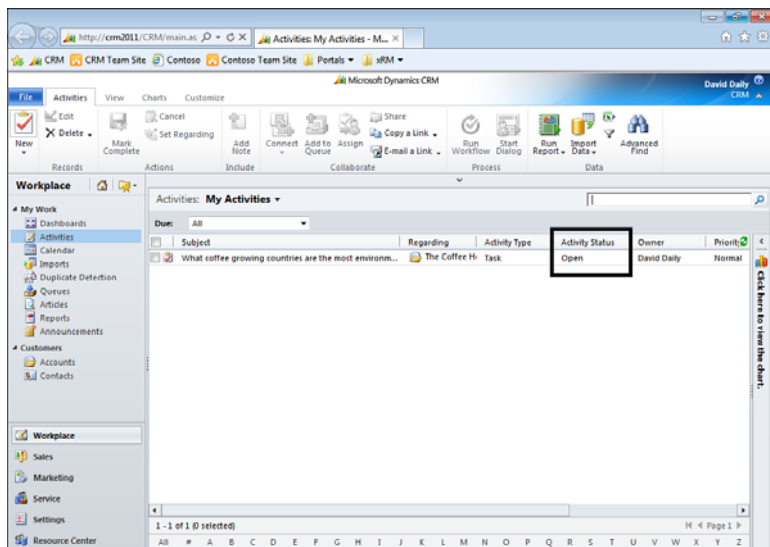 http://crm2011/CRM/main.as
Activities: My Activities - M...
CRM CRM Team Site Contoso Contoso Team Site Portals xRM
Microsoft Dynamics CRM
David Daily
CRM
File Activities View Charts Customize
New
Edit
Delete
Mark Complete
Records
Cancel
Set Regarding
Actions
Add Note
Include
Connect
Add to Queue
Assign
Share
Copy a Link
E-mail a Link
Collaborate
Run Workflow
Start Dialog
Process
Run Report
Import Data
Advanced Find
Data
Workplace
My Work
Dashboards
Activities
Calendar
Imports
Duplicate Detection
Queues
Articles
Reports
Announcements
Customers
Accounts
Contacts
Workplace
Sales
Marketing
Service
Settings
Resource Center
Activities: My Activities
Due: All
Subject Regarding Activity Type Activity Status Owner Priority
What coffee growing countries are the most environm... The Coffee H Task Open David Daily Normal
Click here to view the chart.
1 - 1 of 1 (0 selected) Page 1
All # A B C D E F G H I J K L M N O P Q R S T U V W X Y Z